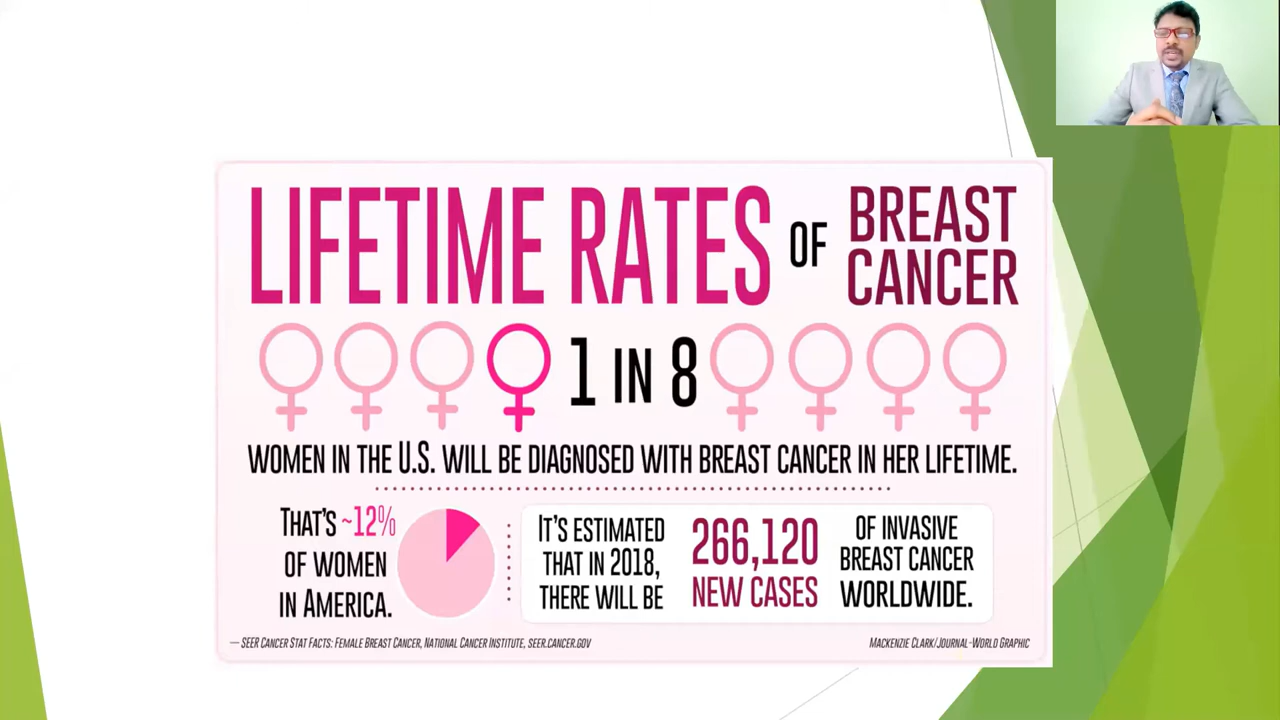 LIFETIME RATES OF BREAST CANCER
1 IN 8
WOMEN IN THE U.S. WILL BE DIAGNOSED WITH BREAST CANCER IN HER LIFETIME.
THAT'S ~12%
OF WOMEN
IN AMERICA.
IT'S ESTIMATED
THAT IN 2018,
THERE WILL BE
266,120
NEW CASES
OF INVASIVE
BREAST CANCER
WORLDWIDE.
— SEER CANCER STAT FACTS: FEMALE BREAST CANCER, NATIONAL CANCER INSTITUTE, SEER.CANCER.GOV
MACKENZIE CLARK/JOURNAL-WORLD GRAPHIC